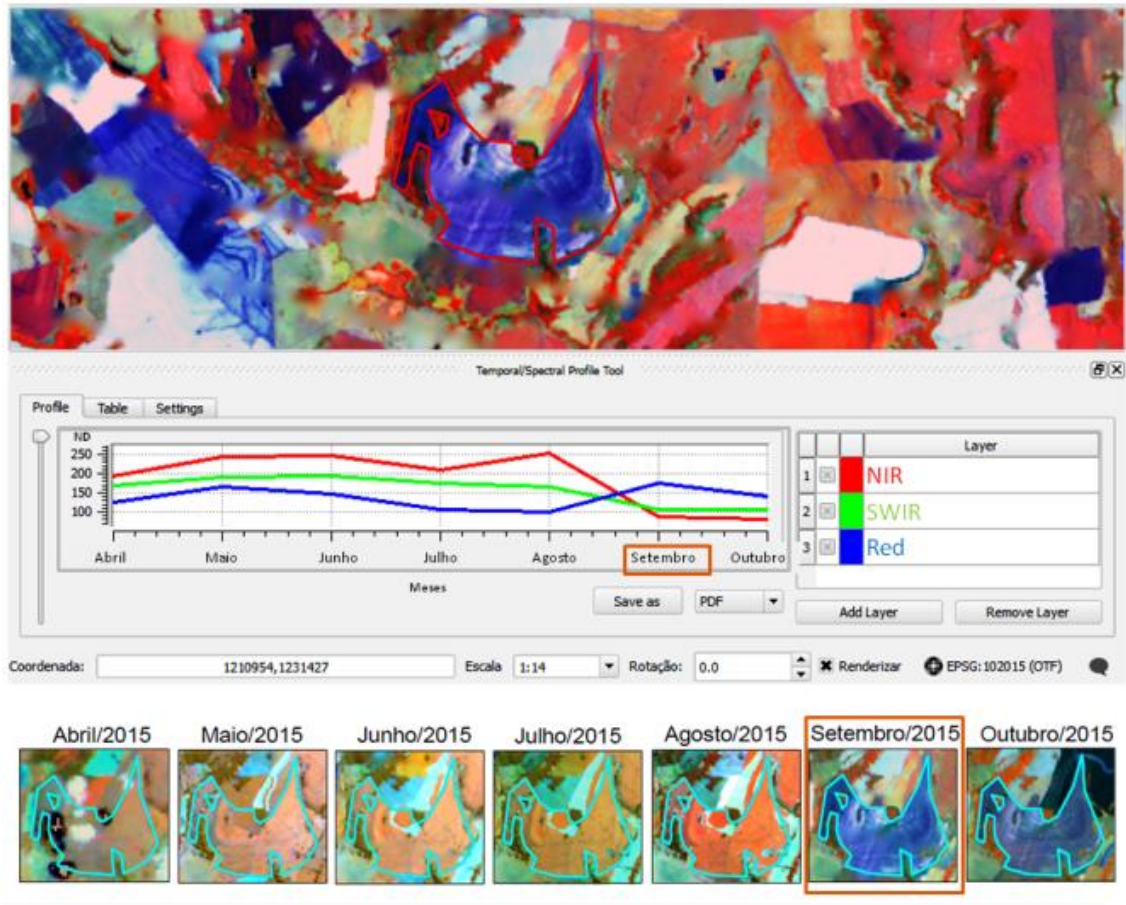 Temporal/Spectral Profile Tool
Profile Table Settings
ND
250
200
150
100
Abril Maio Junho Julho Agosto Setembro Outubro
Meses
Save as PDF
Layer
1 NIR
2 SWIR
3 Red
Add Layer Remove Layer
Coordenada: 1210954,1231427 Escala 1:14 Rotação: 0.0 Renderizar EPSG:102015 (OTF)
Abril/2015 Maio/2015 Junho/2015 Julho/2015 Agosto/2015 Setembro/2015 Outubro/2015